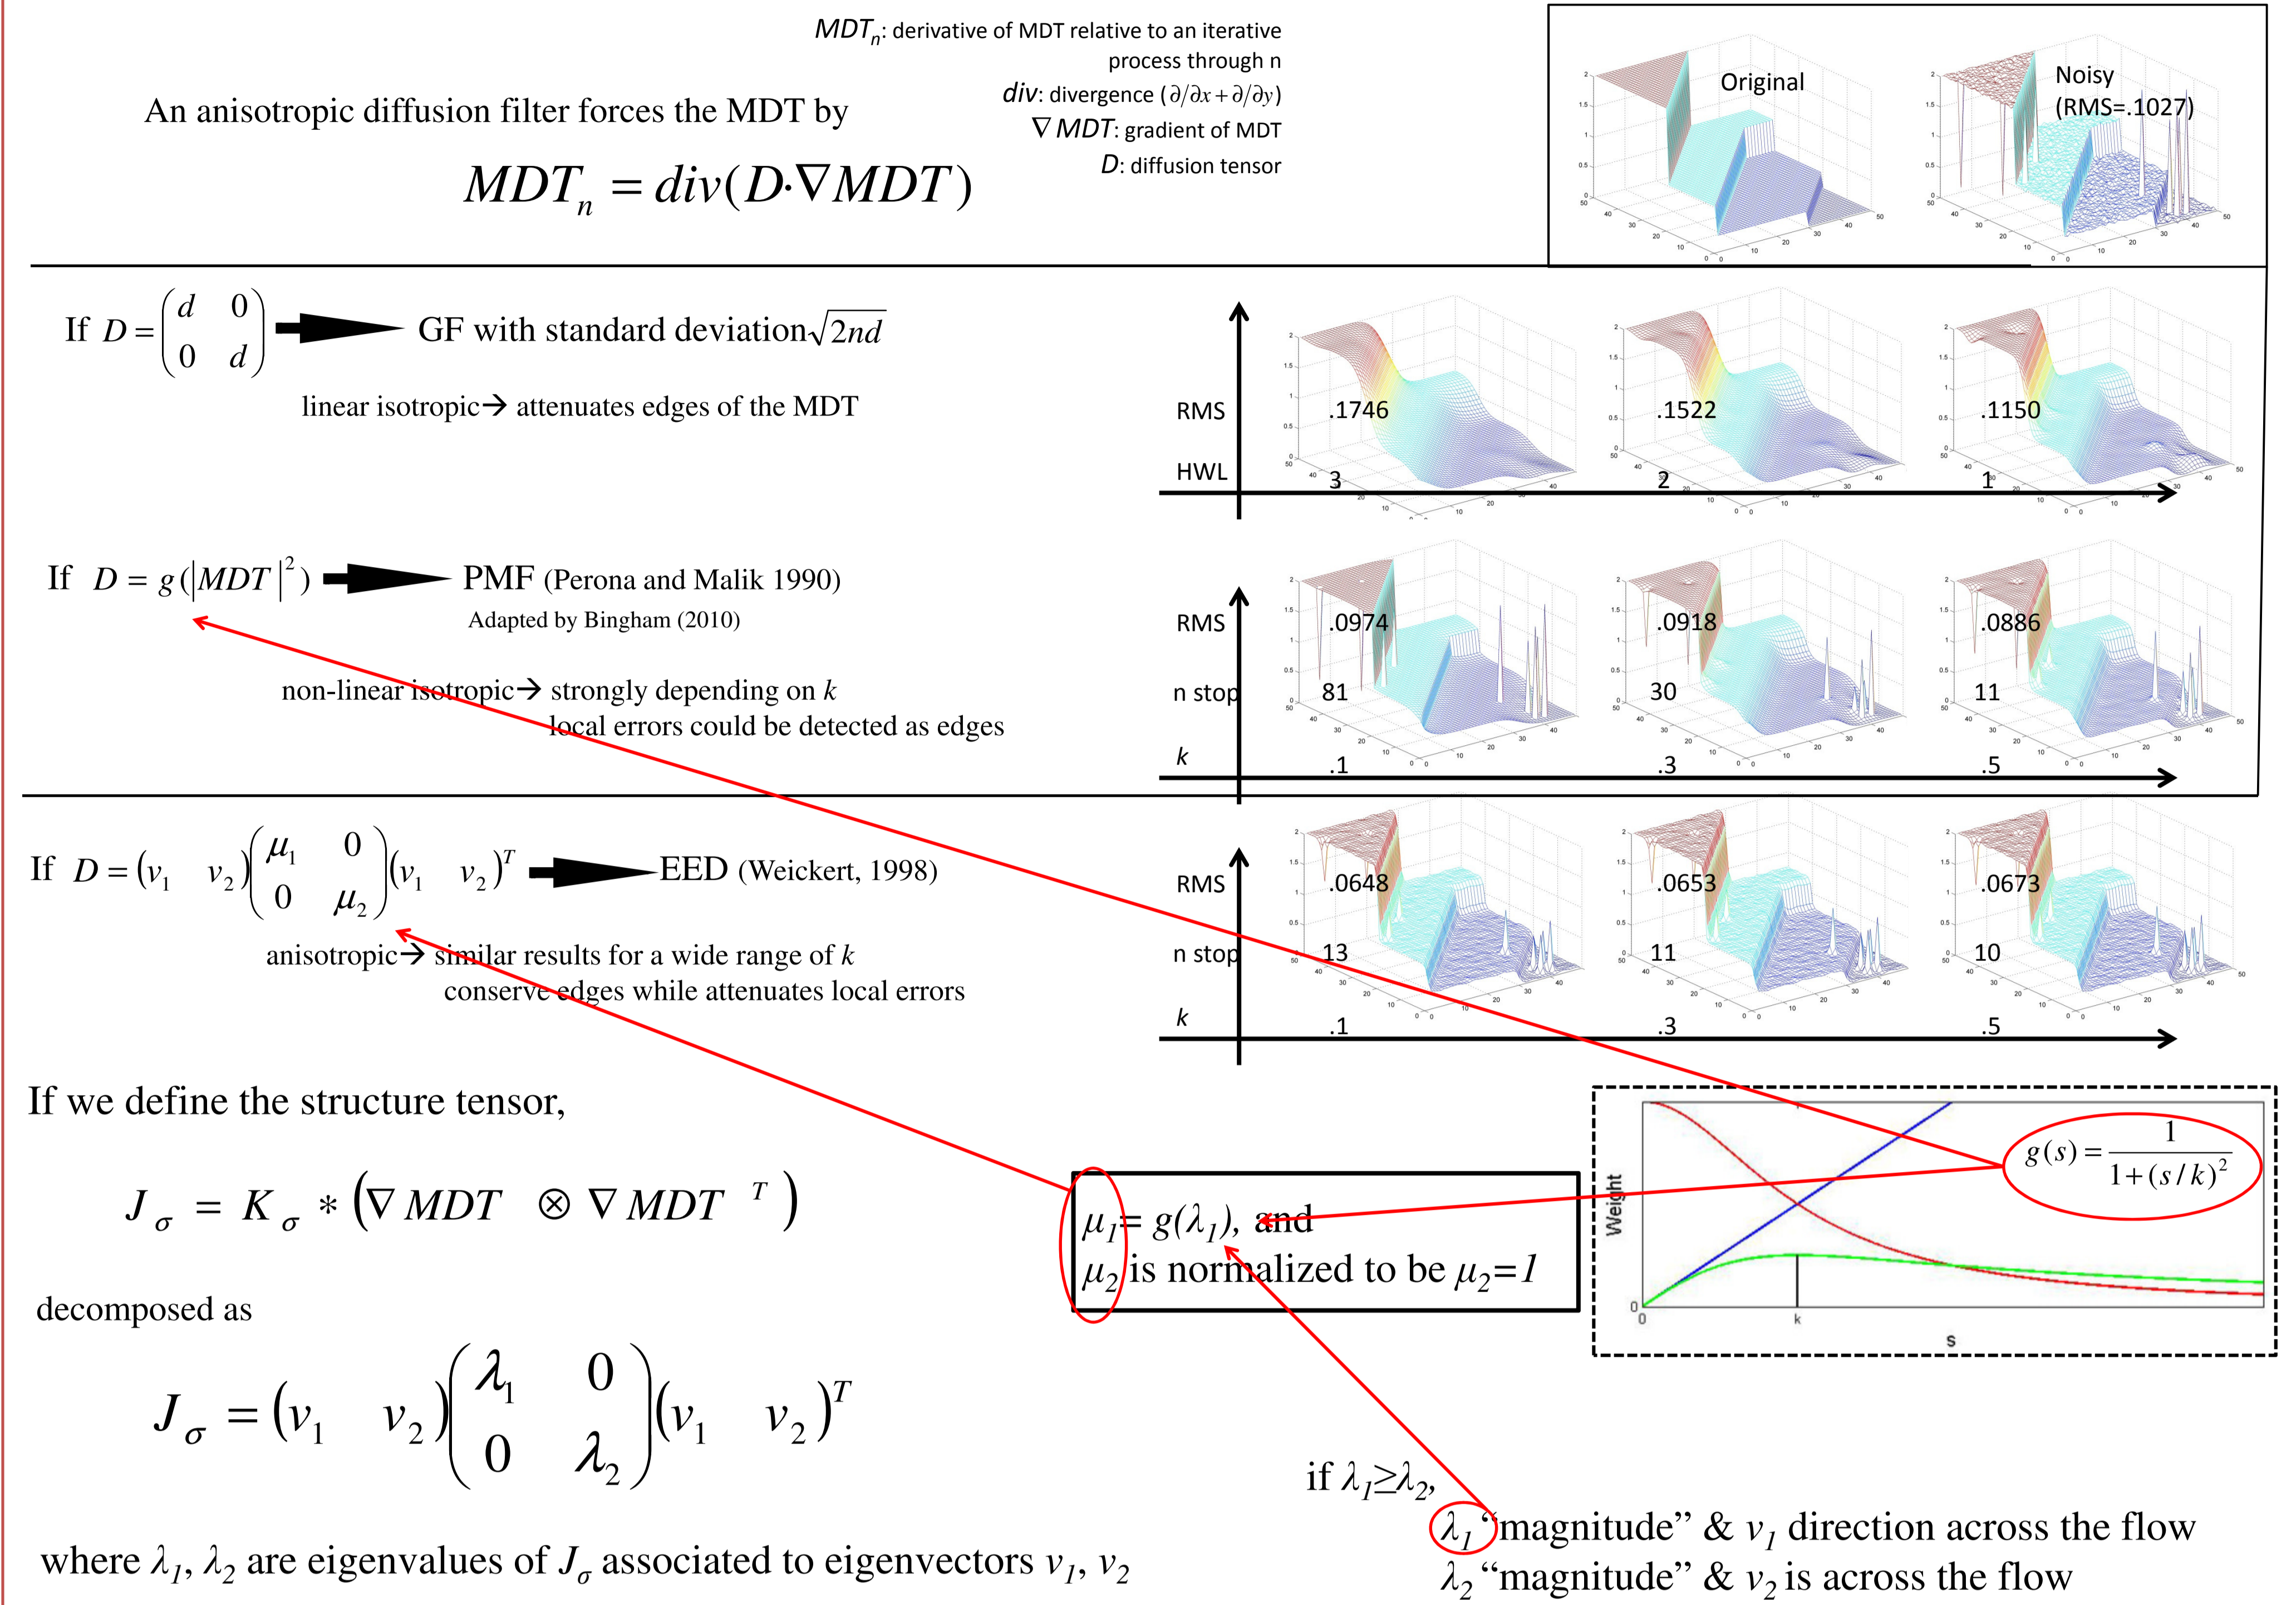 MDT_n: derivative of MDT relative to an iterative
process through n
div: divergence (∂/∂x + ∂/∂y)
∇MDT: gradient of MDT
D: diffusion tensor
An anisotropic diffusion filter forces the MDT by
MDT_n = div(D·∇MDT)
Original
Noisy
(RMS=.1027)
If D = (d 0
0 d)
GF with standard deviation √2nd
linear isotropic→ attenuates edges of the MDT
RMS .1746 .1522 .1150
HWL 3 2 1
If D = g(|MDT|²) PMF (Perona and Malik 1990)
Adapted by Bingham (2010)
non-linear isotropic→ strongly depending on k
local errors could be detected as edges
RMS .0974 .0918 .0886
n stop 81 30 11
k .1 .3 .5
If D = (v₁ v₂)(μ₁ 0
0 μ₂)(v₁ v₂)^T EED (Weickert, 1998)
anisotropic→ similar results for a wide range of k
conserve edges while attenuates local errors
RMS .0648 .0653 .0673
n stop 13 11 10
k .1 .3 .5
If we define the structure tensor,
J_σ = K_σ * (∇MDT ⊗ ∇MDT^T)
decomposed as
J_σ = (v₁ v₂)(λ₁ 0
0 λ₂)(v₁ v₂)^T
where λ₁, λ₂ are eigenvalues of J_σ associated to eigenvectors v₁, v₂
μ₁= g(λ₁), and
μ₂ is normalized to be μ₂=1
g(s) = 1 / (1+(s/k)²)
Weight
0
0 k
s
if λ₁≥λ₂,
λ₁ “magnitude” & v₁ direction across the flow
λ₂ “magnitude” & v₂ is across the flow